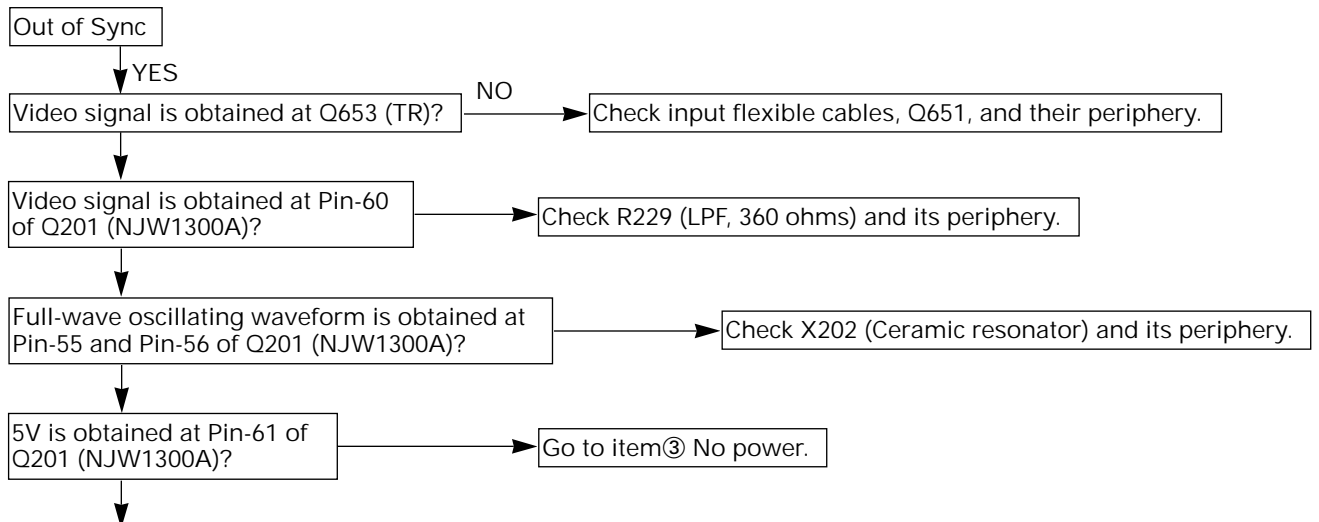 Out of Sync
YES
Video signal is obtained at Q653 (TR)?
NO
Check input flexible cables, Q651, and their periphery.
Video signal is obtained at Pin-60
of Q201 (NJW1300A)?
Check R229 (LPF, 360 ohms) and its periphery.
Full-wave oscillating waveform is obtained at
Pin-55 and Pin-56 of Q201 (NJW1300A)?
Check X202 (Ceramic resonator) and its periphery.
5V is obtained at Pin-61 of
Q201 (NJW1300A)?
Go to item③ No power.